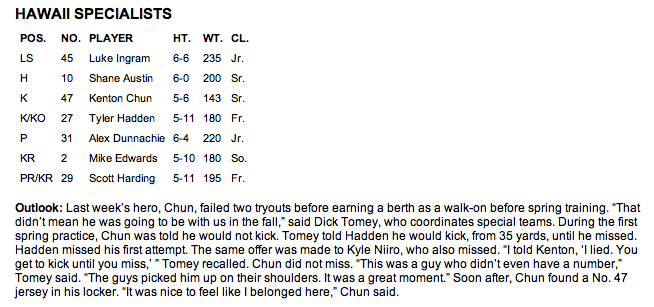 HAWAII SPECIALISTS
POS. NO. PLAYER HT. WT. CL.
LS 45 Luke Ingram 6-6 235 Jr.
H 10 Shane Austin 6-0 200 Sr.
K 47 Kenton Chun 5-6 143 Sr.
K/KO 27 Tyler Hadden 5-11 180 Fr.
P 31 Alex Dunnachie 6-4 220 Jr.
KR 2 Mike Edwards 5-10 180 So.
PR/KR 29 Scott Harding 5-11 195 Fr.
Outlook: Last week's hero, Chun, failed two tryouts before earning a berth as a walk-on before spring training. “That
didn't mean he was going to be with us in the fall,” said Dick Tomey, who coordinates special teams. During the first
spring practice, Chun was told he would not kick. Tomey told Hadden he would kick, from 35 yards, until he missed.
Hadden missed his first attempt. The same offer was made to Kyle Niiro, who also missed. “I told Kenton, ‘I lied. You
get to kick until you miss,’ ” Tomey recalled. Chun did not miss. “This was a guy who didn't even have a number,”
Tomey said. “The guys picked him up on their shoulders. It was a great moment.” Soon after, Chun found a No. 47
jersey in his locker. “It was nice to feel like I belonged here,” Chun said.